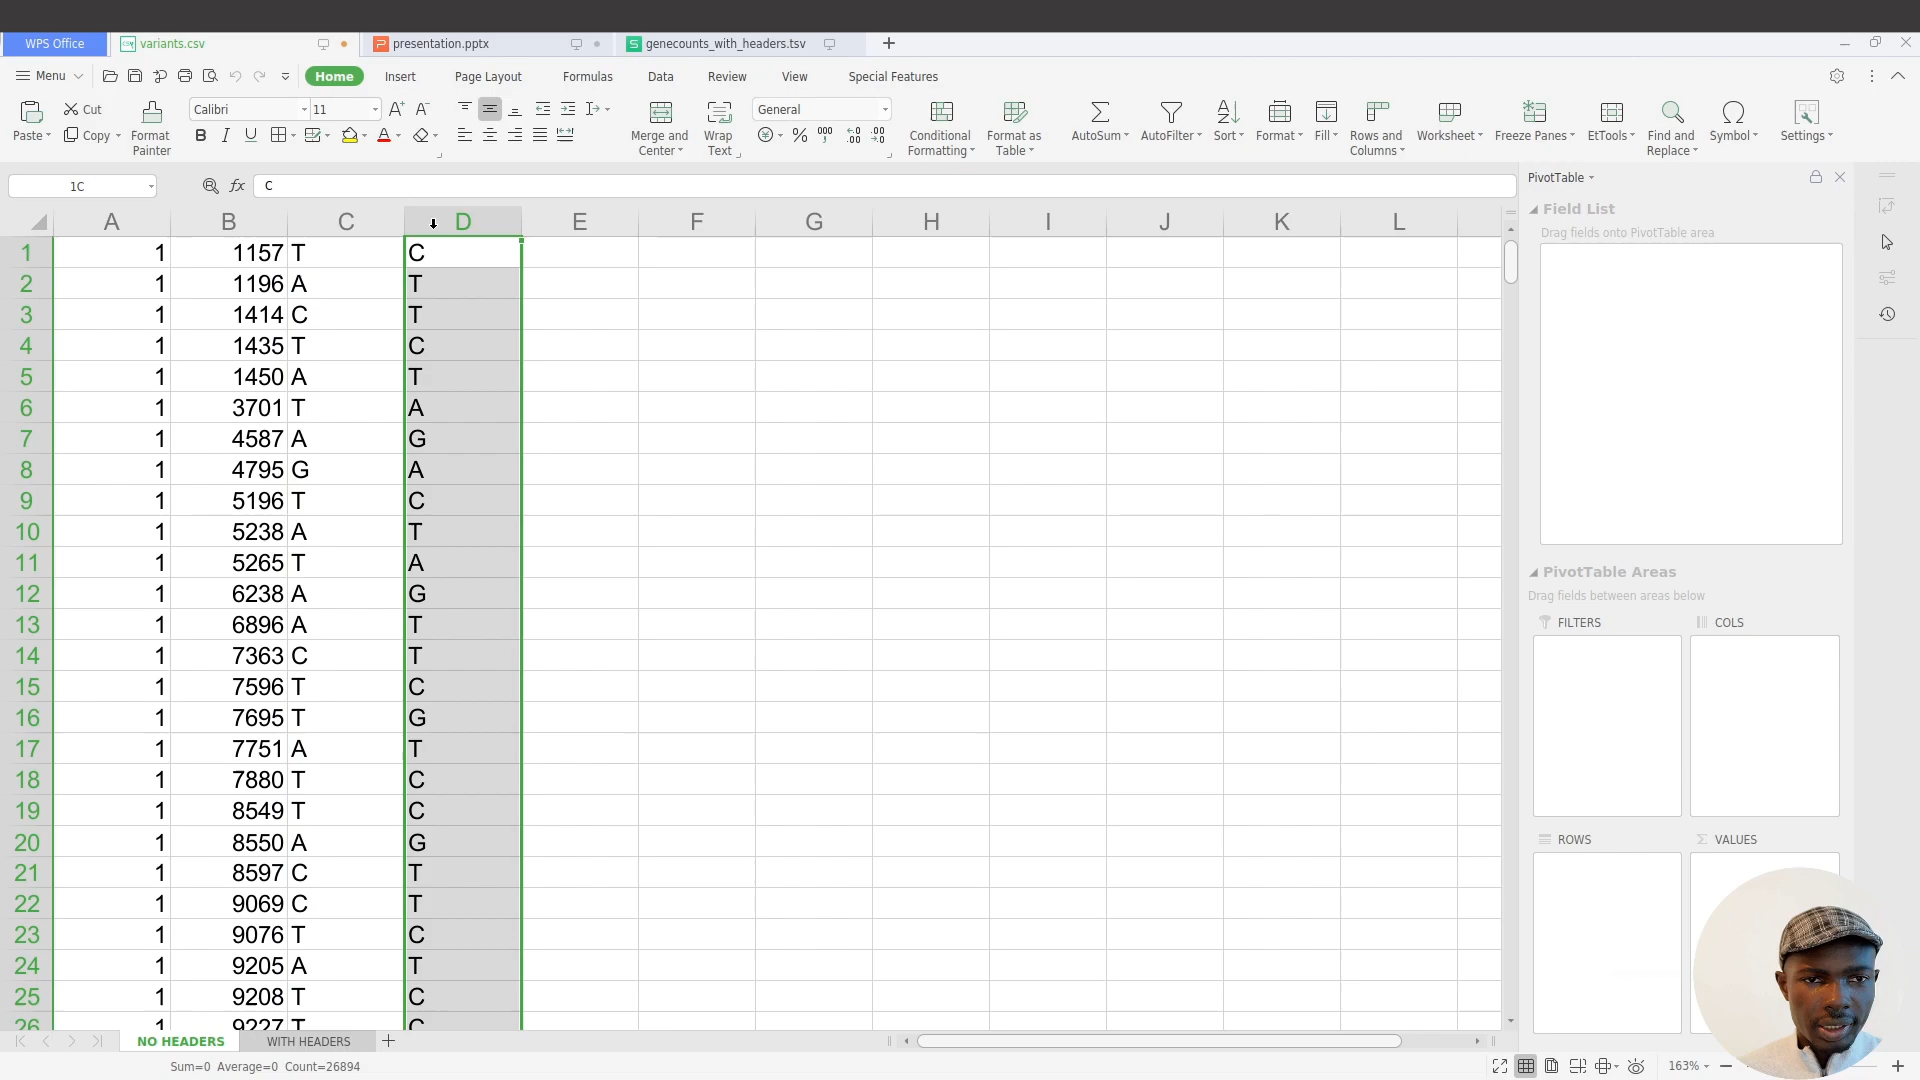 WPS Office variants.csv presentation.pptx genecounts_with_headers.tsv
Menu Home Insert Page Layout Formulas Data Review View Special Features
Paste Cut Copy Format Painter Calibri 11 General Merge and Center Wrap Text Conditional Formatting Format as Table AutoSum AutoFilter Sort Format Fill Rows and Columns Worksheet Freeze Panes EtTools Find and Replace Symbol Settings
1C fx C
A B C D E F G H I J K L
1 1 1157 T C
2 1 1196 A T
3 1 1414 C T
4 1 1435 T C
5 1 1450 A T
6 1 3701 T A
7 1 4587 A G
8 1 4795 G A
9 1 5196 T C
10 1 5238 A T
11 1 5265 T A
12 1 6238 A G
13 1 6896 A T
14 1 7363 C T
15 1 7596 T C
16 1 7695 T G
17 1 7751 A T
18 1 7880 T C
19 1 8549 T C
20 1 8550 A G
21 1 8597 C T
22 1 9069 C T
23 1 9076 T C
24 1 9205 A T
25 1 9208 T C
26 1 9227 T C
NO HEADERS WITH HEADERS
Sum=0 Average=0 Count=26894
163%
PivotTable
Field List
Drag fields onto PivotTable area
PivotTable Areas
Drag fields between areas below
FILTERS COLS
ROWS VALUES